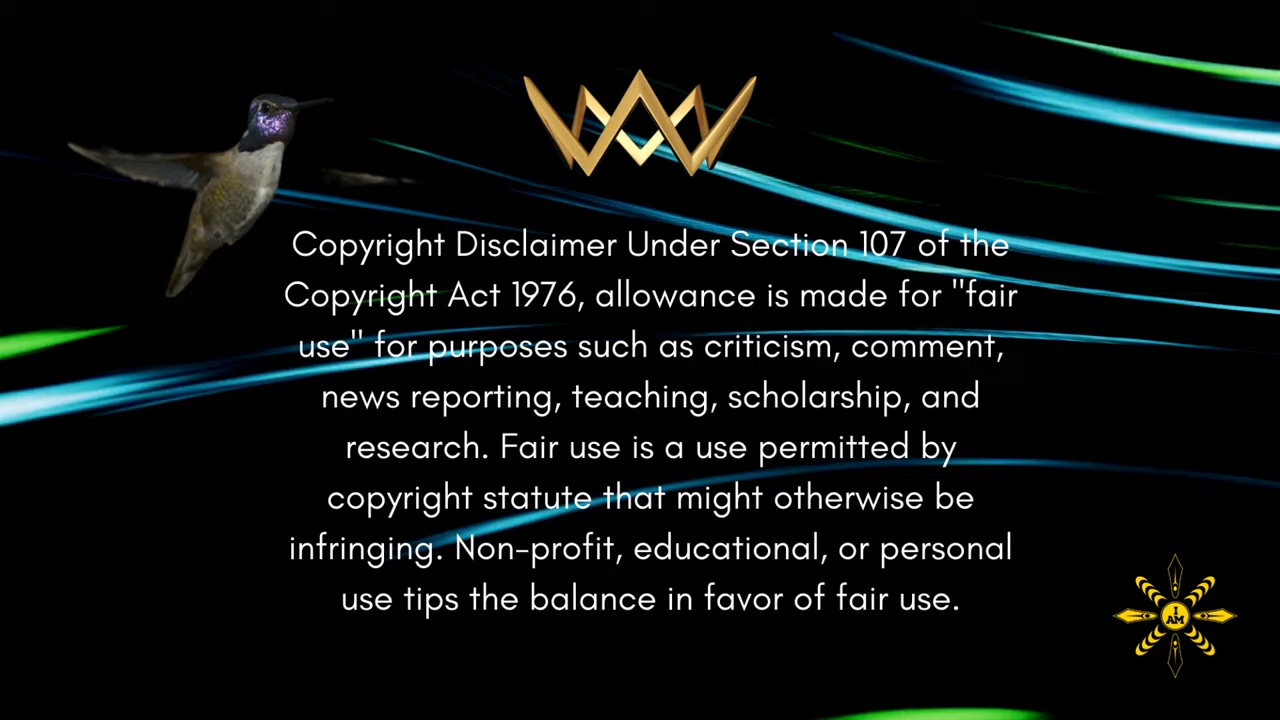 Copyright Disclaimer Under Section 107 of the
Copyright Act 1976, allowance is made for "fair
use" for purposes such as criticism, comment,
news reporting, teaching, scholarship, and
research. Fair use is a use permitted by
copyright statute that might otherwise be
infringing. Non-profit, educational, or personal
use tips the balance in favor of fair use.
I
AM